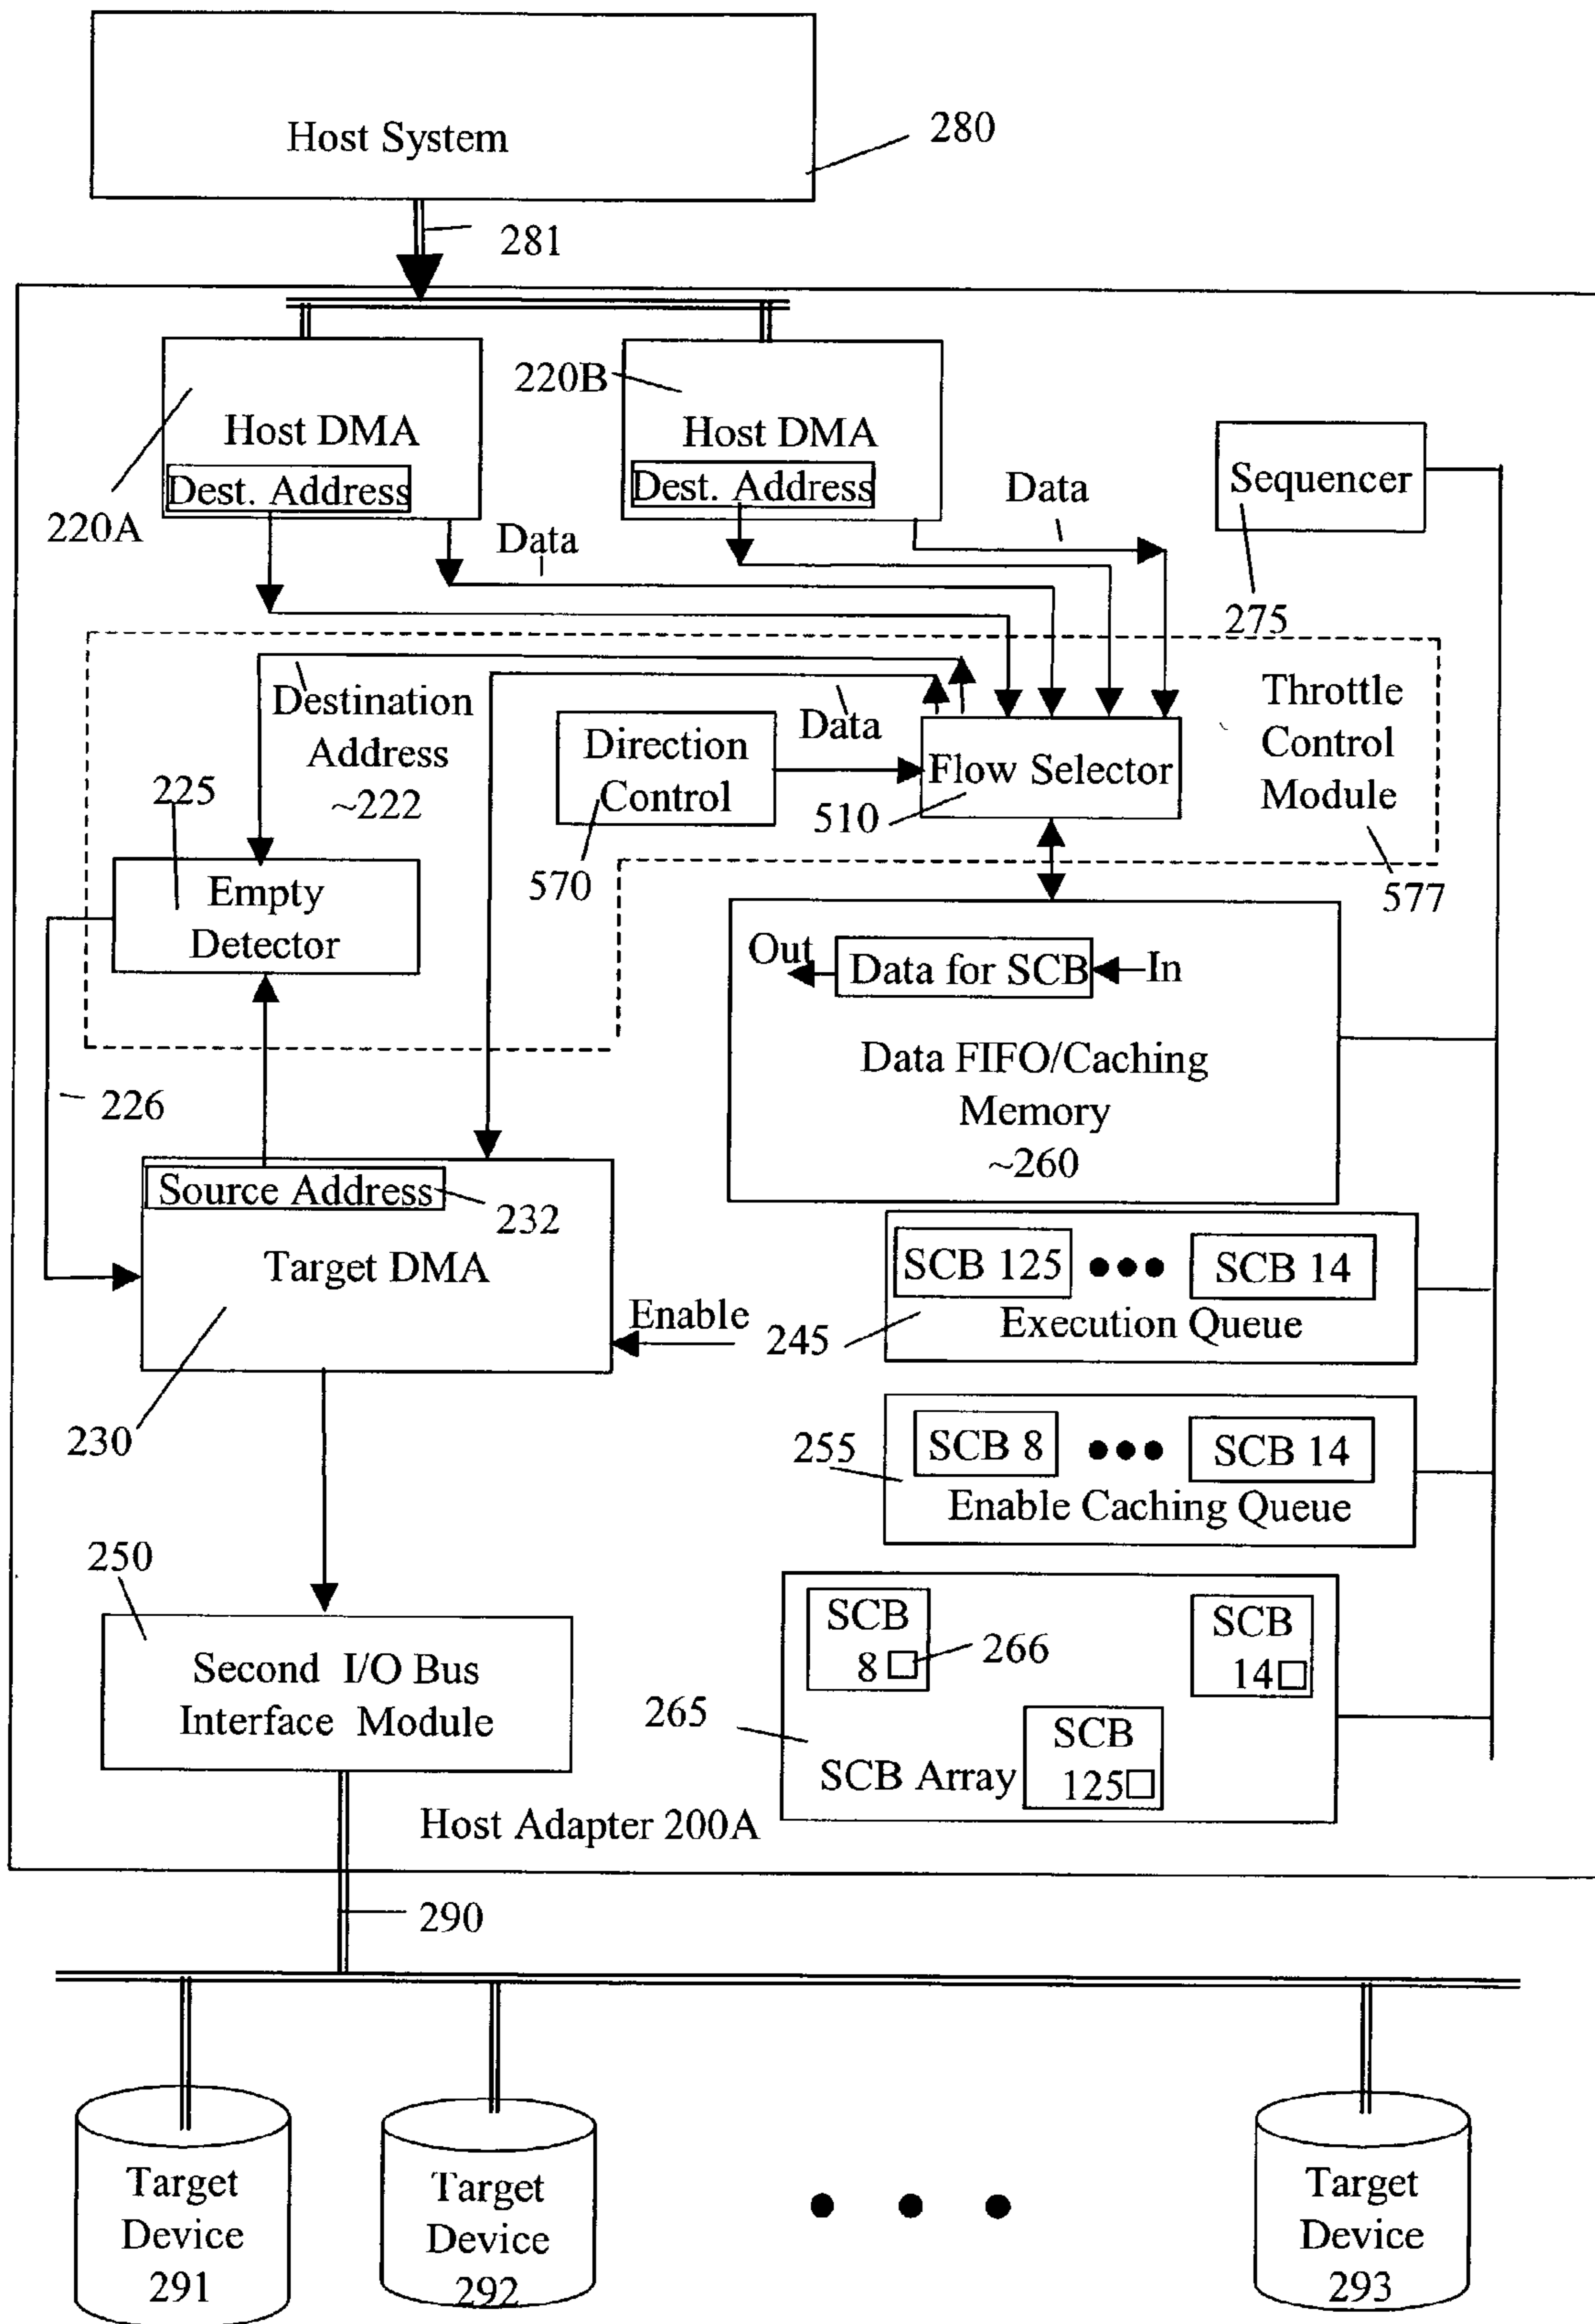 Host System
280
281
220B
Host DMA
Dest. Address
Host DMA
Dest. Address
220A
Data
Data
Sequencer
275
Destination
Address
~222
Data
Direction
Control
570
Flow Selector
510
Throttle
Control
Module
577
225
Empty
Detector
226
Out
Data for SCB
In
Data FIFO/Caching
Memory
~260
Source Address
232
Target DMA
Enable
230
SCB 125
SCB 14
Execution Queue
245
SCB 8
SCB 14
Enable Caching Queue
255
250
Second I/O Bus
Interface Module
SCB
8
266
SCB
14
265
SCB
125
SCB Array
Host Adapter 200A
290
Target
Device
291
Target
Device
292
Target
Device
293